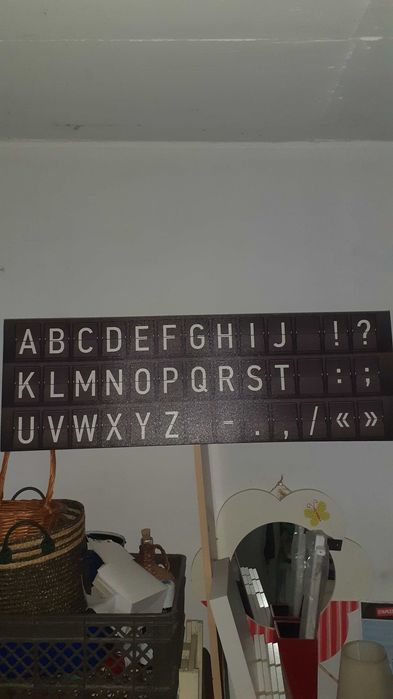 ABCDEFGHIJ !?
KLMNOPQRST :;
UVWXYZ - . , / « »